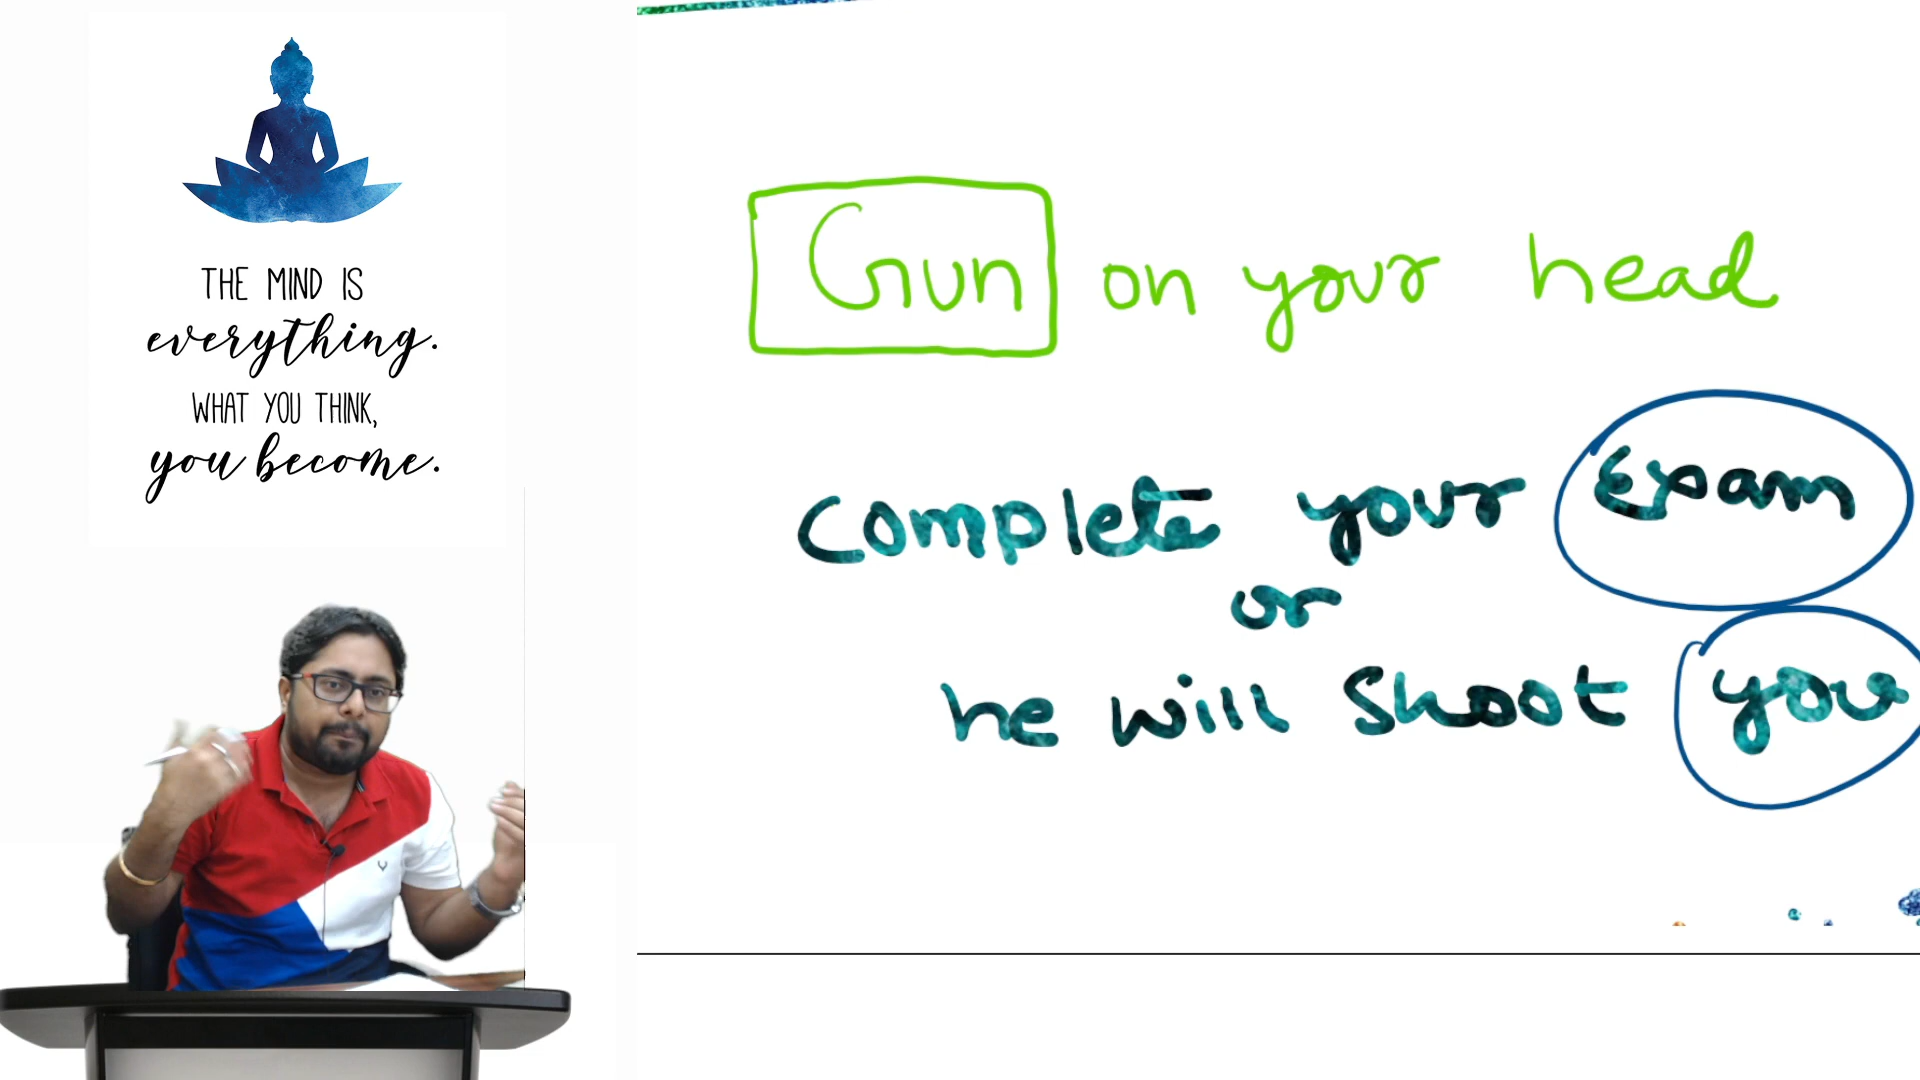 THE MIND IS
everything.
WHAT YOU THINK,
you become.
Gun on your head
Complete your Exam
or
he will Shoot you